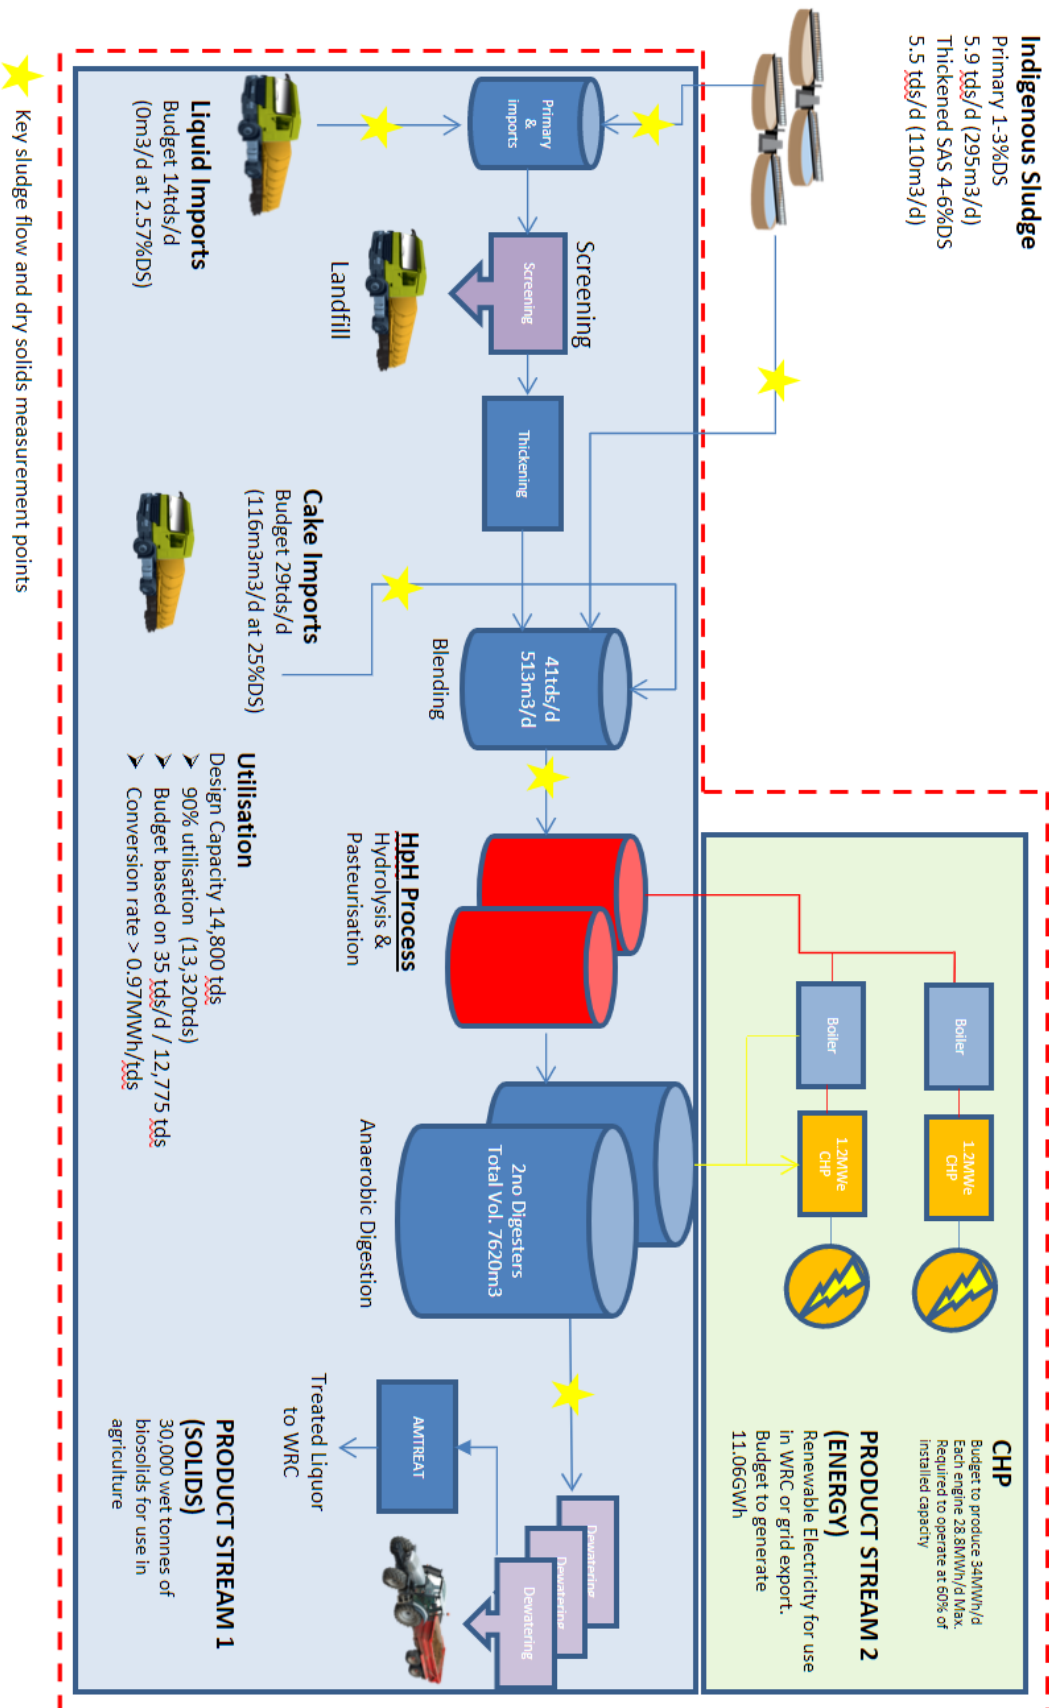 Indigenous Sludge
Primary 1-3%DS
5.9 tds/d (295m3/d)
Thickened SAS 4-6%DS
5.5 tds/d (110m3/d)
Primary
&
imports
Liquid Imports
Budget 14tds/d
(0m3/d at 2.57%DS)
Screening
Screening
Landfill
Thickening
Cake Imports
Budget 29tds/d
(116m3m3/d at 25%DS)
41tds/d
513m3/d
Blending
HpH Process
Hydrolysis &
Pasteurisation
Utilisation
Design Capacity 14,800 tds
➢ 90% utilisation (13,320tds)
➢ Budget based on 35 tds/d / 12,775 tds
➢ Conversion rate > 0.97MWh/tds
2no Digesters
Total Vol. 7620m3
Anaerobic Digestion
Boiler
1.2MWe
CHP
Boiler
1.2MWe
CHP
CHP
Budget to produce 34MWh/d
Each engine 28.8MWh/d Max.
Required to operate at 60% of
installed capacity
PRODUCT STREAM 2
(ENERGY)
Renewable Electricity for use
in WRC or grid export.
Budget to generate
11.06GWh
Dewatering
Dewatering
Dewatering
AMTREAT
Treated Liquor
to WRC
PRODUCT STREAM 1
(SOLIDS)
30,000 wet tonnes of
biosolids for use in
agriculture
Key sludge flow and dry solids measurement points